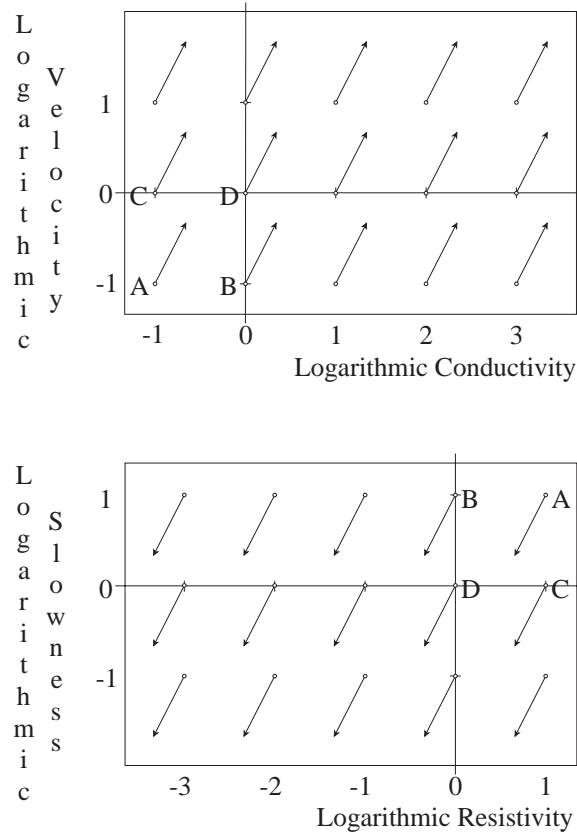 Logarithmic
Velocity
1
C
D
0
-1
A
B
-1 0 1 2 3
Logarithmic Conductivity
Logarithmic
Slowness
1
B
A
0
D
C
-1
-3 -2 -1 0 1
Logarithmic Resistivity